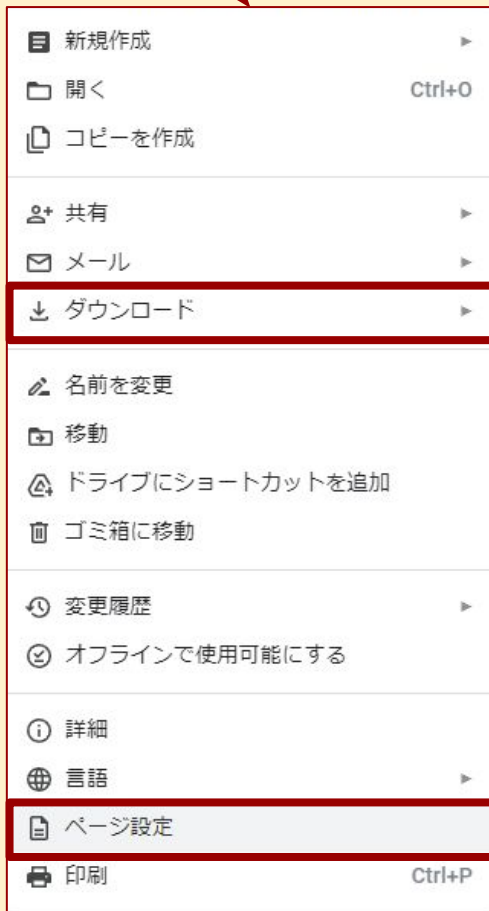 新規作成
開く Ctrl+O
コピーを作成
共有
メール
ダウンロード
名前を変更
移動
ドライブにショートカットを追加
ゴミ箱に移動
変更履歴
オフラインで使用可能にする
詳細
言語
ページ設定
印刷 Ctrl+P